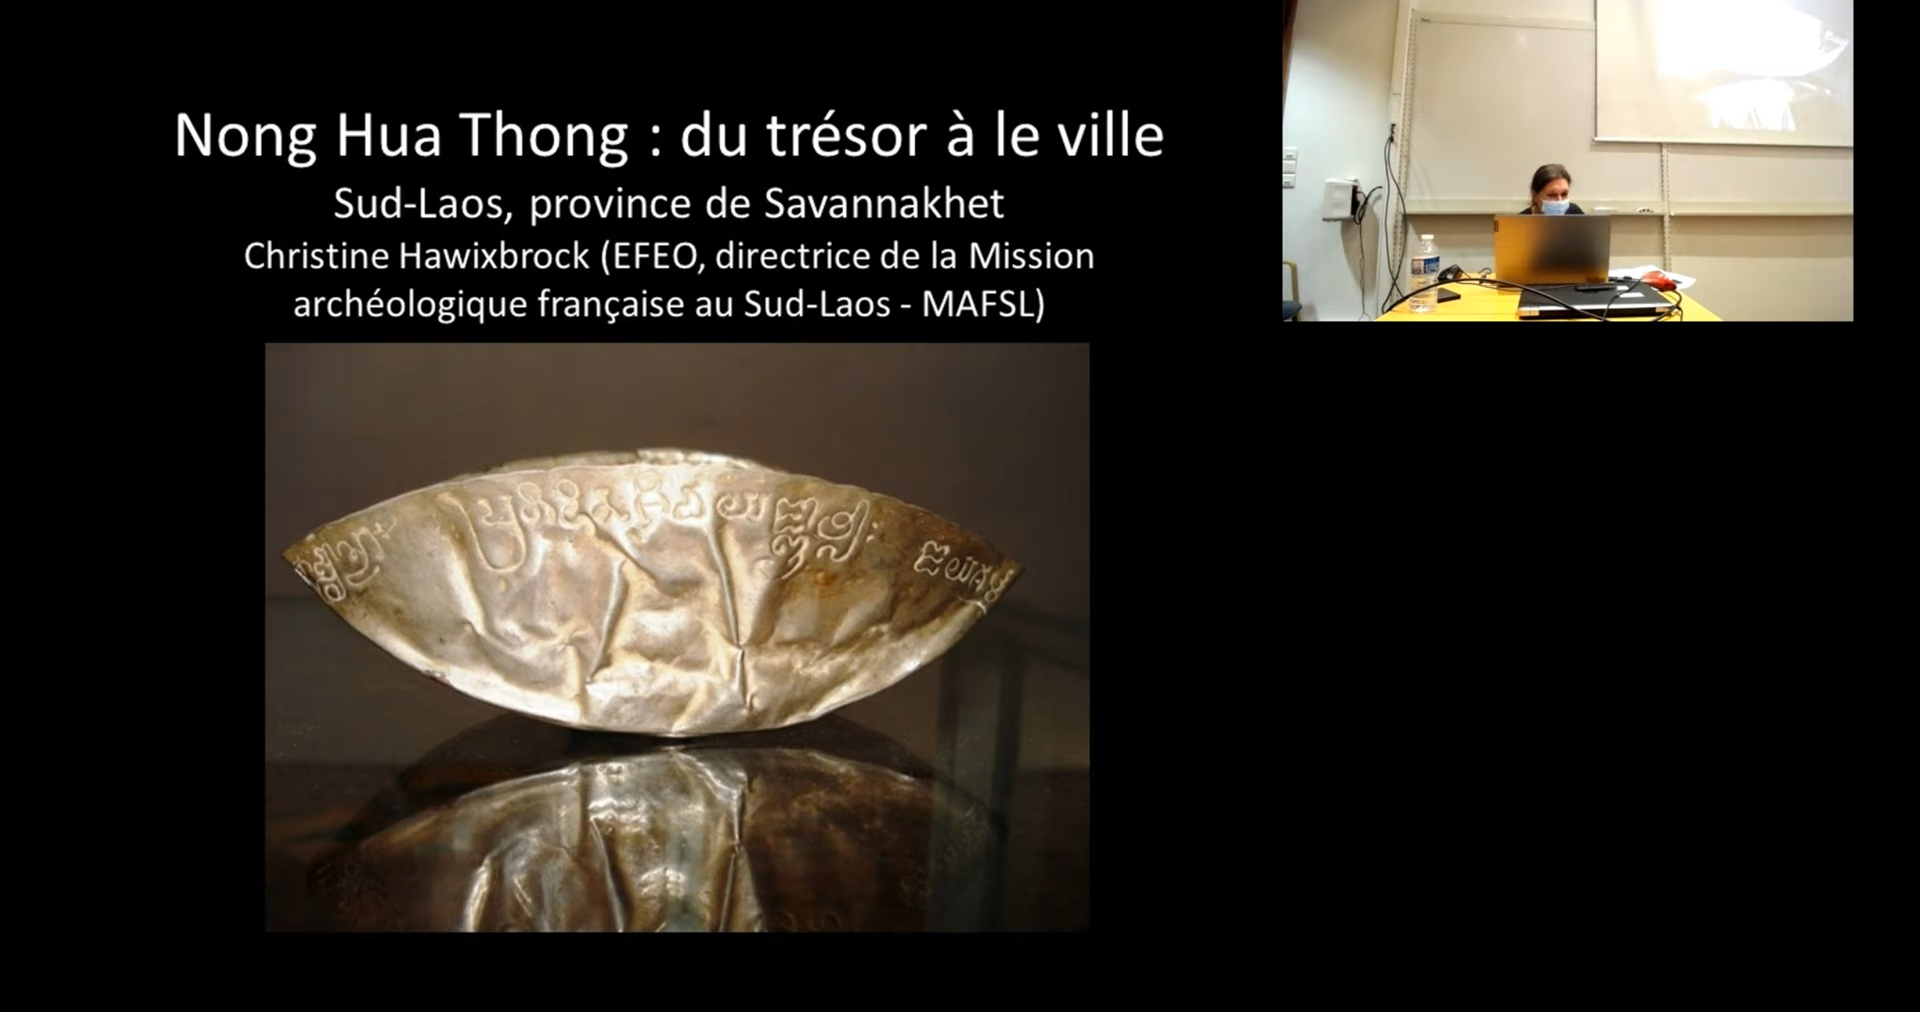 Nong Hua Thong : du trésor à le ville
Sud-Laos, province de Savannakhet
Christine Hawixbrock (EFEO, directrice de la Mission
archéologique française au Sud-Laos - MAFSL)